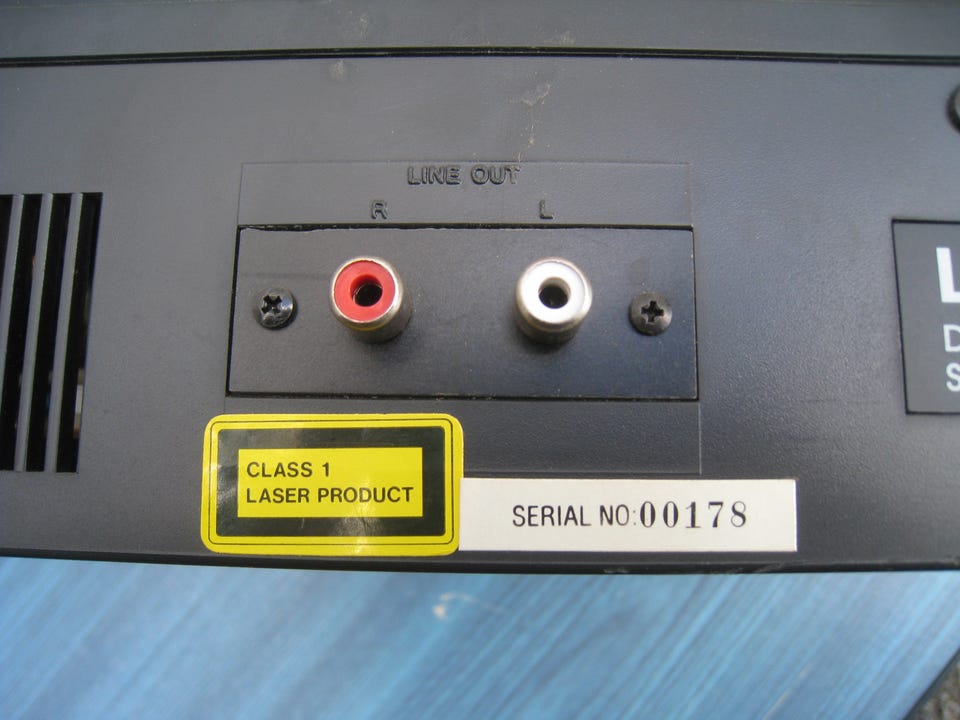 LINE OUT
R L
CLASS 1
LASER PRODUCT
SERIAL NO:00178